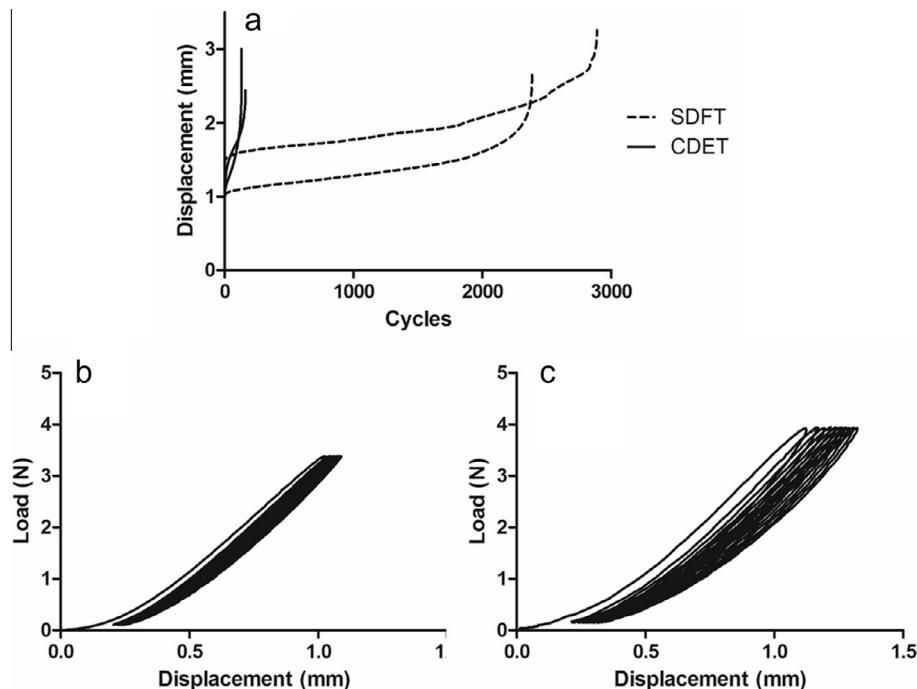 a
3
2
1
0
Displacement (mm)
0 1000 2000 3000
Cycles
SDFT
CDET
b
5
4
3
2
1
0
Load (N)
0.0 0.5 1.0 1
Displacement (mm)
c
5
4
3
2
1
0
Load (N)
0.0 0.5 1.0 1.5
Displacement (mm)